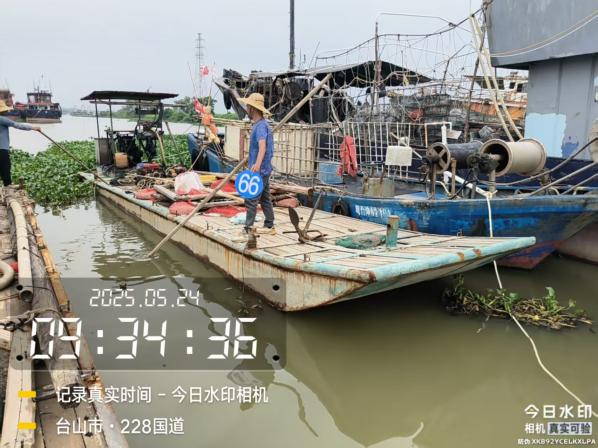 66
2025.05.24
09:34:36
记录真实时间 - 今日水印相机
台山市·228国道
今日水印
相机 真实可验
防伪 XKB92YCELKXLPA